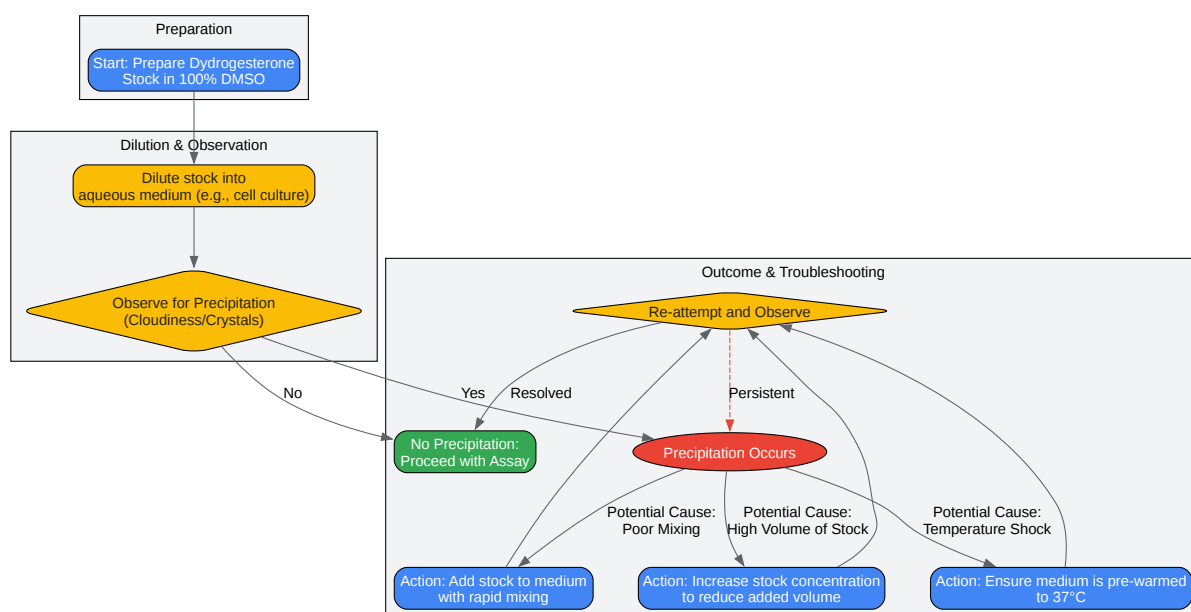 Preparation
Start: Prepare Dydrogesterone
Stock in 100% DMSO
Dilution & Observation
Dilute stock into
aqueous medium (e.g., cell culture)
Observe for Precipitation
(Cloudiness/Crystals)
Outcome & Troubleshooting
Re-attempt and Observe
No
Yes
Resolved
Persistent
No Precipitation:
Proceed with Assay
Precipitation Occurs
Potential Cause:
Poor Mixing
Potential Cause:
High Volume of Stock
Potential Cause:
Temperature Shock
Action: Add stock to medium
with rapid mixing
Action: Increase stock concentration
to reduce added volume
Action: Ensure medium is pre-warmed
to 37°C